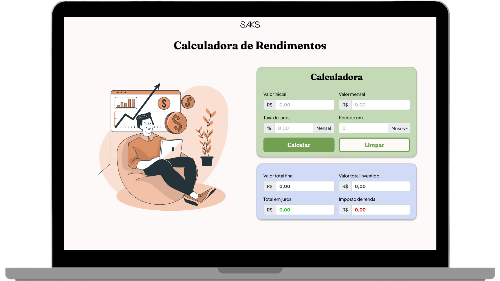 SAKS
Calculadora de Rendimentos
Calculadora
Valor inicial
Valor mensal
R$ 0,00
R$ 0,00
Taxa de juros
Período em
% 0,00 Mensal
0 Meses
Calcular
Limpar
Valor total final
Valor total investido
R$ 0,00
R$ 0,00
Total em juros
Imposto de renda
R$ 0,00
R$ 0,00